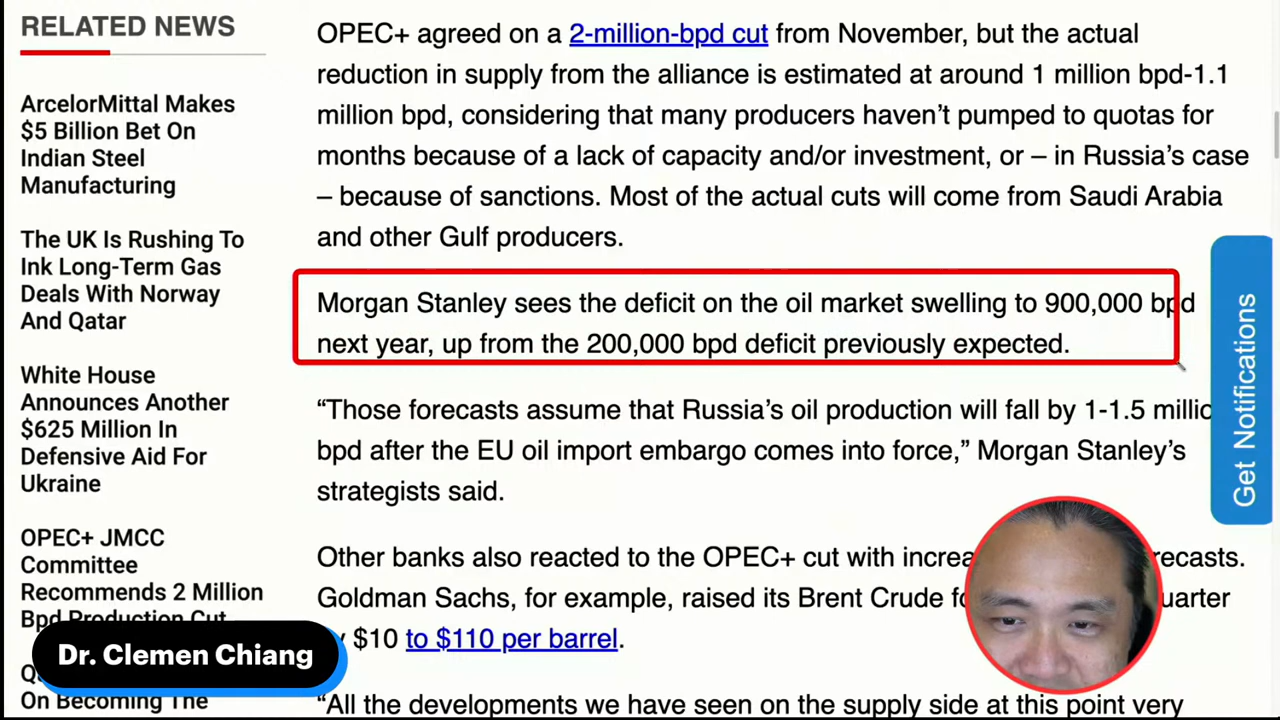 RELATED NEWS
ArcelorMittal Makes
$5 Billion Bet On
Indian Steel
Manufacturing
The UK Is Rushing To
Ink Long-Term Gas
Deals With Norway
And Qatar
White House
Announces Another
$625 Million In
Defensive Aid For
Ukraine
OPEC+ JMCC
Committee
Recommends 2 Million
Bpd Production Cut
On Becoming The
OPEC+ agreed on a 2-million-bpd cut from November, but the actual
reduction in supply from the alliance is estimated at around 1 million bpd-1.1
million bpd, considering that many producers haven’t pumped to quotas for
months because of a lack of capacity and/or investment, or – in Russia’s case
– because of sanctions. Most of the actual cuts will come from Saudi Arabia
and other Gulf producers.
Morgan Stanley sees the deficit on the oil market swelling to 900,000 bpd
next year, up from the 200,000 bpd deficit previously expected.
“Those forecasts assume that Russia’s oil production will fall by 1-1.5
bpd after the EU oil import embargo comes into force,” Morgan Stanley’s
strategists said.
Other banks also reacted to the OPEC+ cut with
Goldman Sachs, for example, raised its Brent Crude
$10 to $110 per barrel.
“All the developments we have seen on the supply side at this point very
Get Notifications
Dr. Clemen Chiang